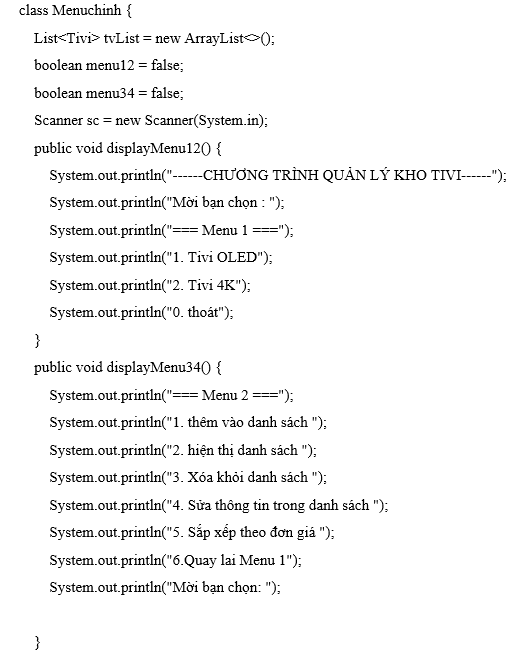 class Menuchinh {
List<Tivi> tvList = new ArrayList<>();
boolean menu12 = false;
boolean menu34 = false;
Scanner sc = new Scanner(System.in);
public void displayMenu12() {
System.out.println("------CHƯƠNG TRÌNH QUẢN LÝ KHO TIVI------");
System.out.println("Mời bạn chọn : ");
System.out.println("=== Menu 1 ===");
System.out.println("1. Tivi OLED");
System.out.println("2. Tivi 4K");
System.out.println("0. thoát");
}
public void displayMenu34() {
System.out.println("=== Menu 2 ===");
System.out.println("1. thêm vào danh sách ");
System.out.println("2. hiện thị danh sách ");
System.out.println("3. Xóa khỏi danh sách ");
System.out.println("4. Sửa thông tin trong danh sách ");
System.out.println("5. Sắp xếp theo đơn giá ");
System.out.println("6.Quay lai Menu 1");
System.out.println("Mời bạn chọn: ");
}